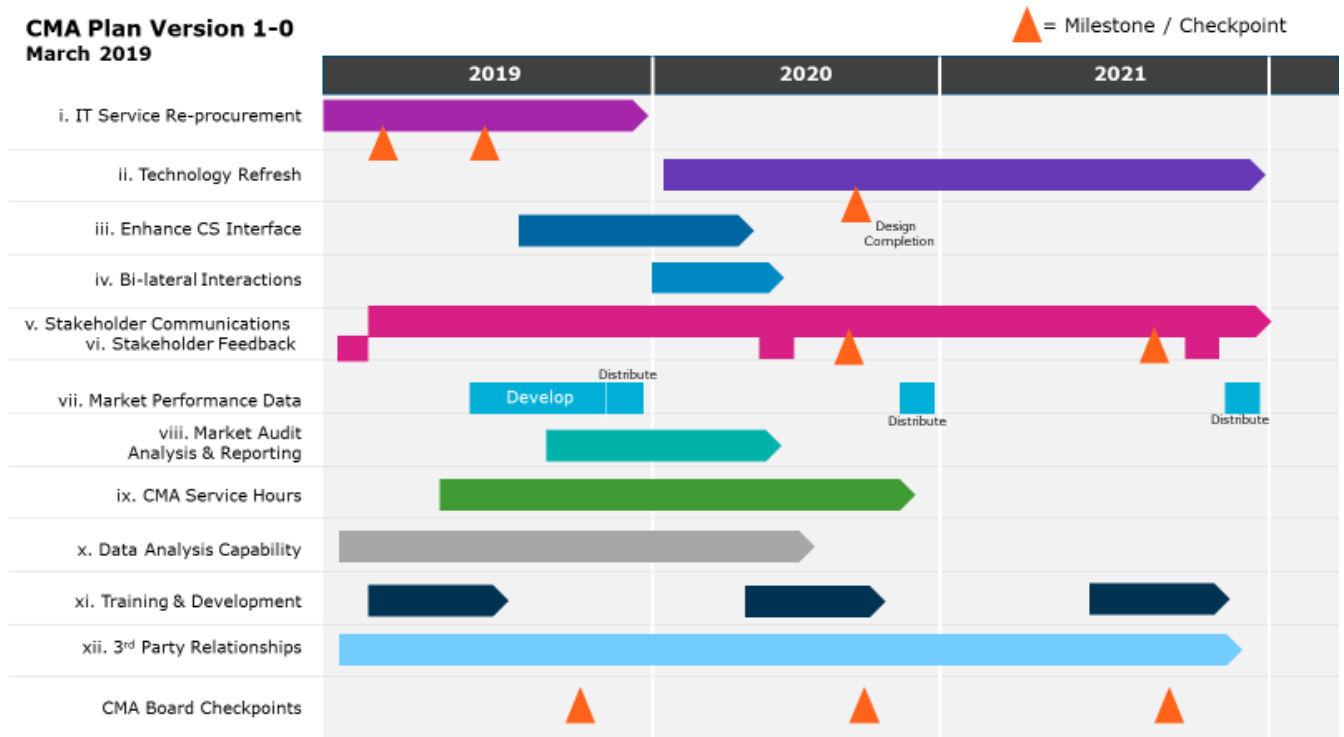 CMA Plan Version 1-0
March 2019
= Milestone / Checkpoint
2019 2020 2021
i. IT Service Re-procurement
ii. Technology Refresh
iii. Enhance CS Interface
Design
Completion
iv. Bi-lateral Interactions
v. Stakeholder Communications
vi. Stakeholder Feedback
Distribute
vii. Market Performance Data
Develop
Distribute
Distribute
viii. Market Audit
Analysis & Reporting
ix. CMA Service Hours
x. Data Analysis Capability
xi. Training & Development
xii. 3rd Party Relationships
CMA Board Checkpoints